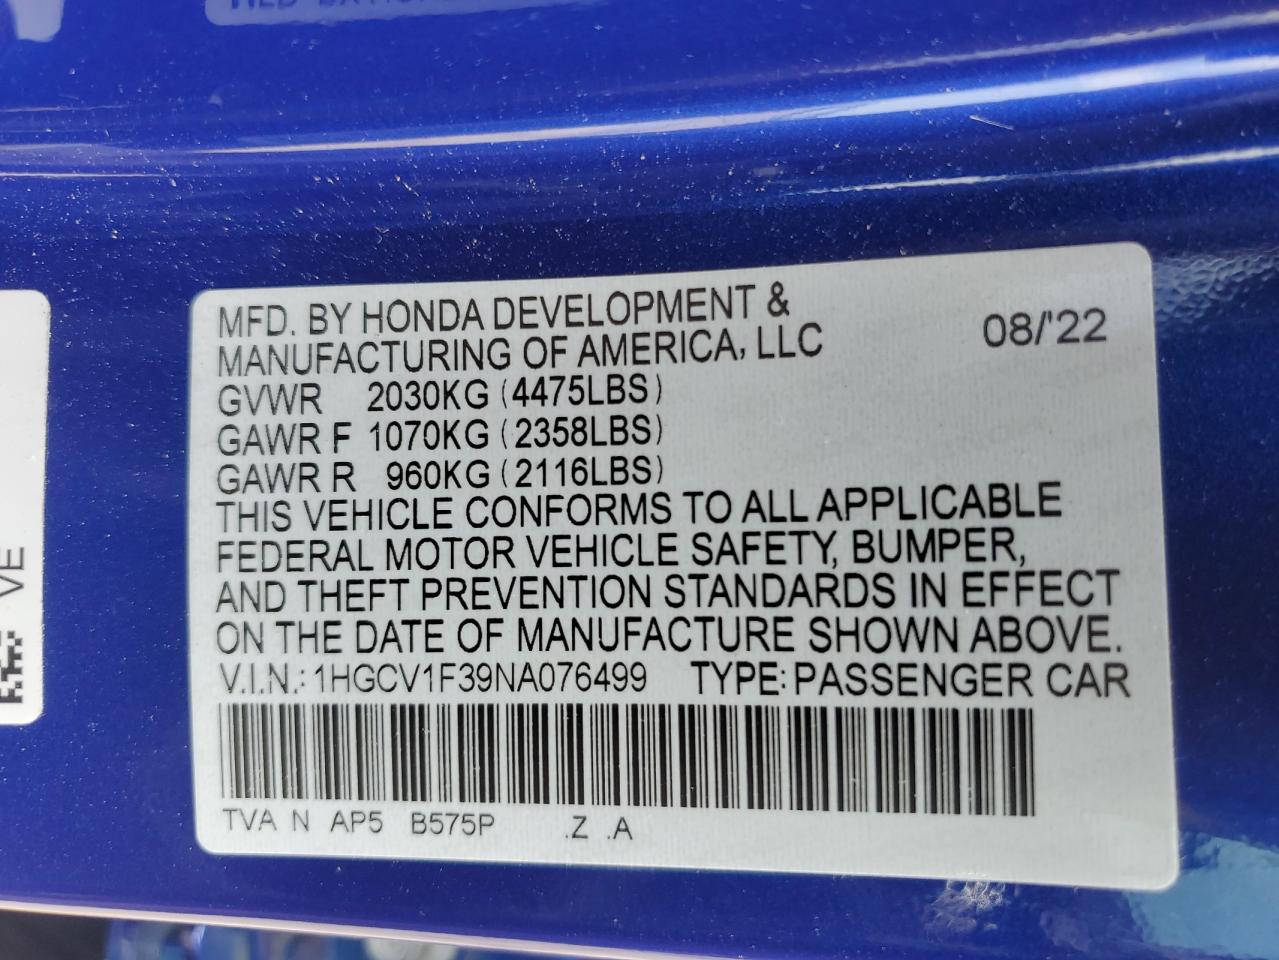 MFD. BY HONDA DEVELOPMENT &
MANUFACTURING OF AMERICA, LLC 08/'22
GVWR 2030KG (4475LBS)
GAWR F 1070KG (2358LBS)
GAWR R 960KG (2116LBS)
THIS VEHICLE CONFORMS TO ALL APPLICABLE
FEDERAL MOTOR VEHICLE SAFETY, BUMPER,
AND THEFT PREVENTION STANDARDS IN EFFECT
ON THE DATE OF MANUFACTURE SHOWN ABOVE.
V.I.N.: 1HGCV1F39NA076499 TYPE: PASSENGER CAR
TVA N AP5 B575P .Z .A
VE